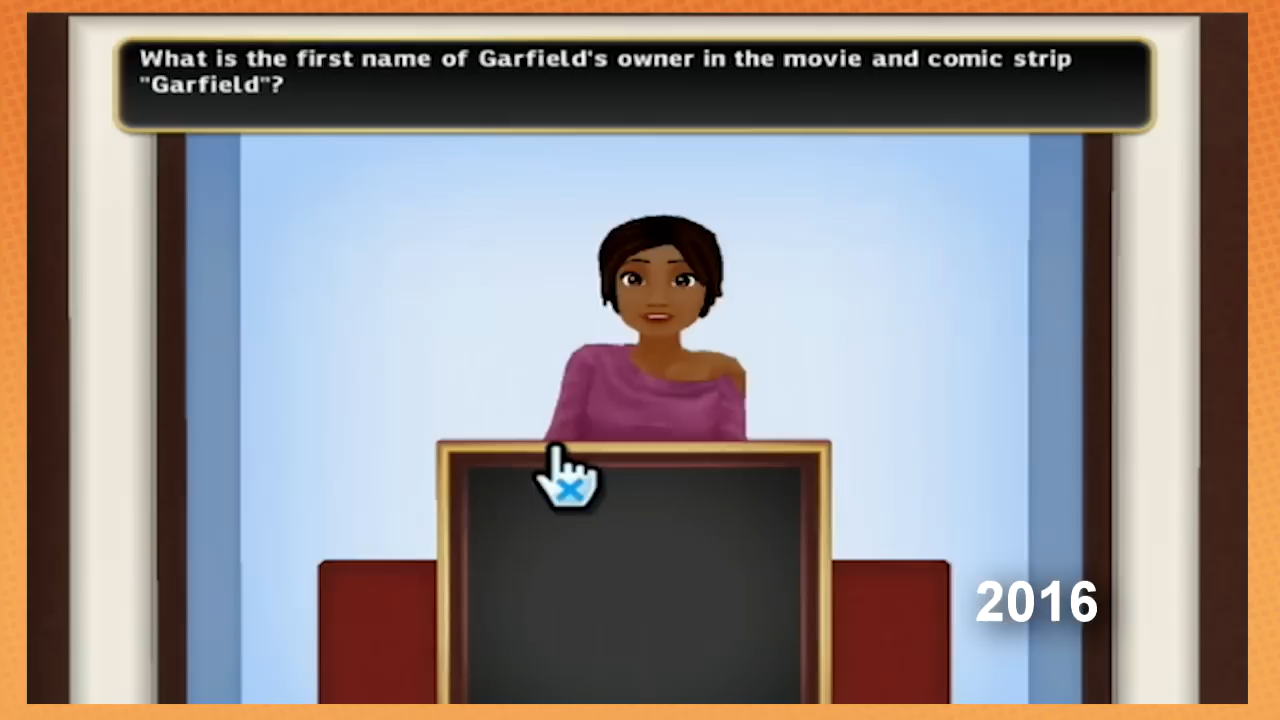 What is the first name of Garfield's owner in the movie and comic strip
"Garfield"?
2016